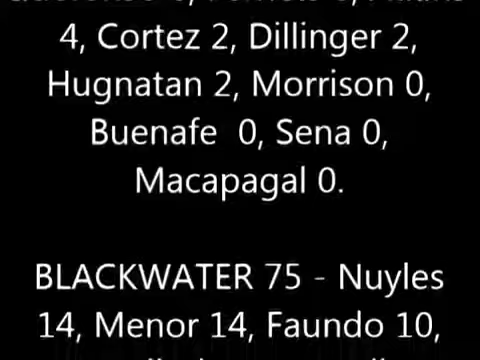 4, Cortez 2, Dillinger 2,
Hugnatan 2, Morrison 0,
Buenafe  0, Sena 0,
Macapagal 0.
BLACKWATER 75 - Nuyles
14, Menor 14, Faundo 10,